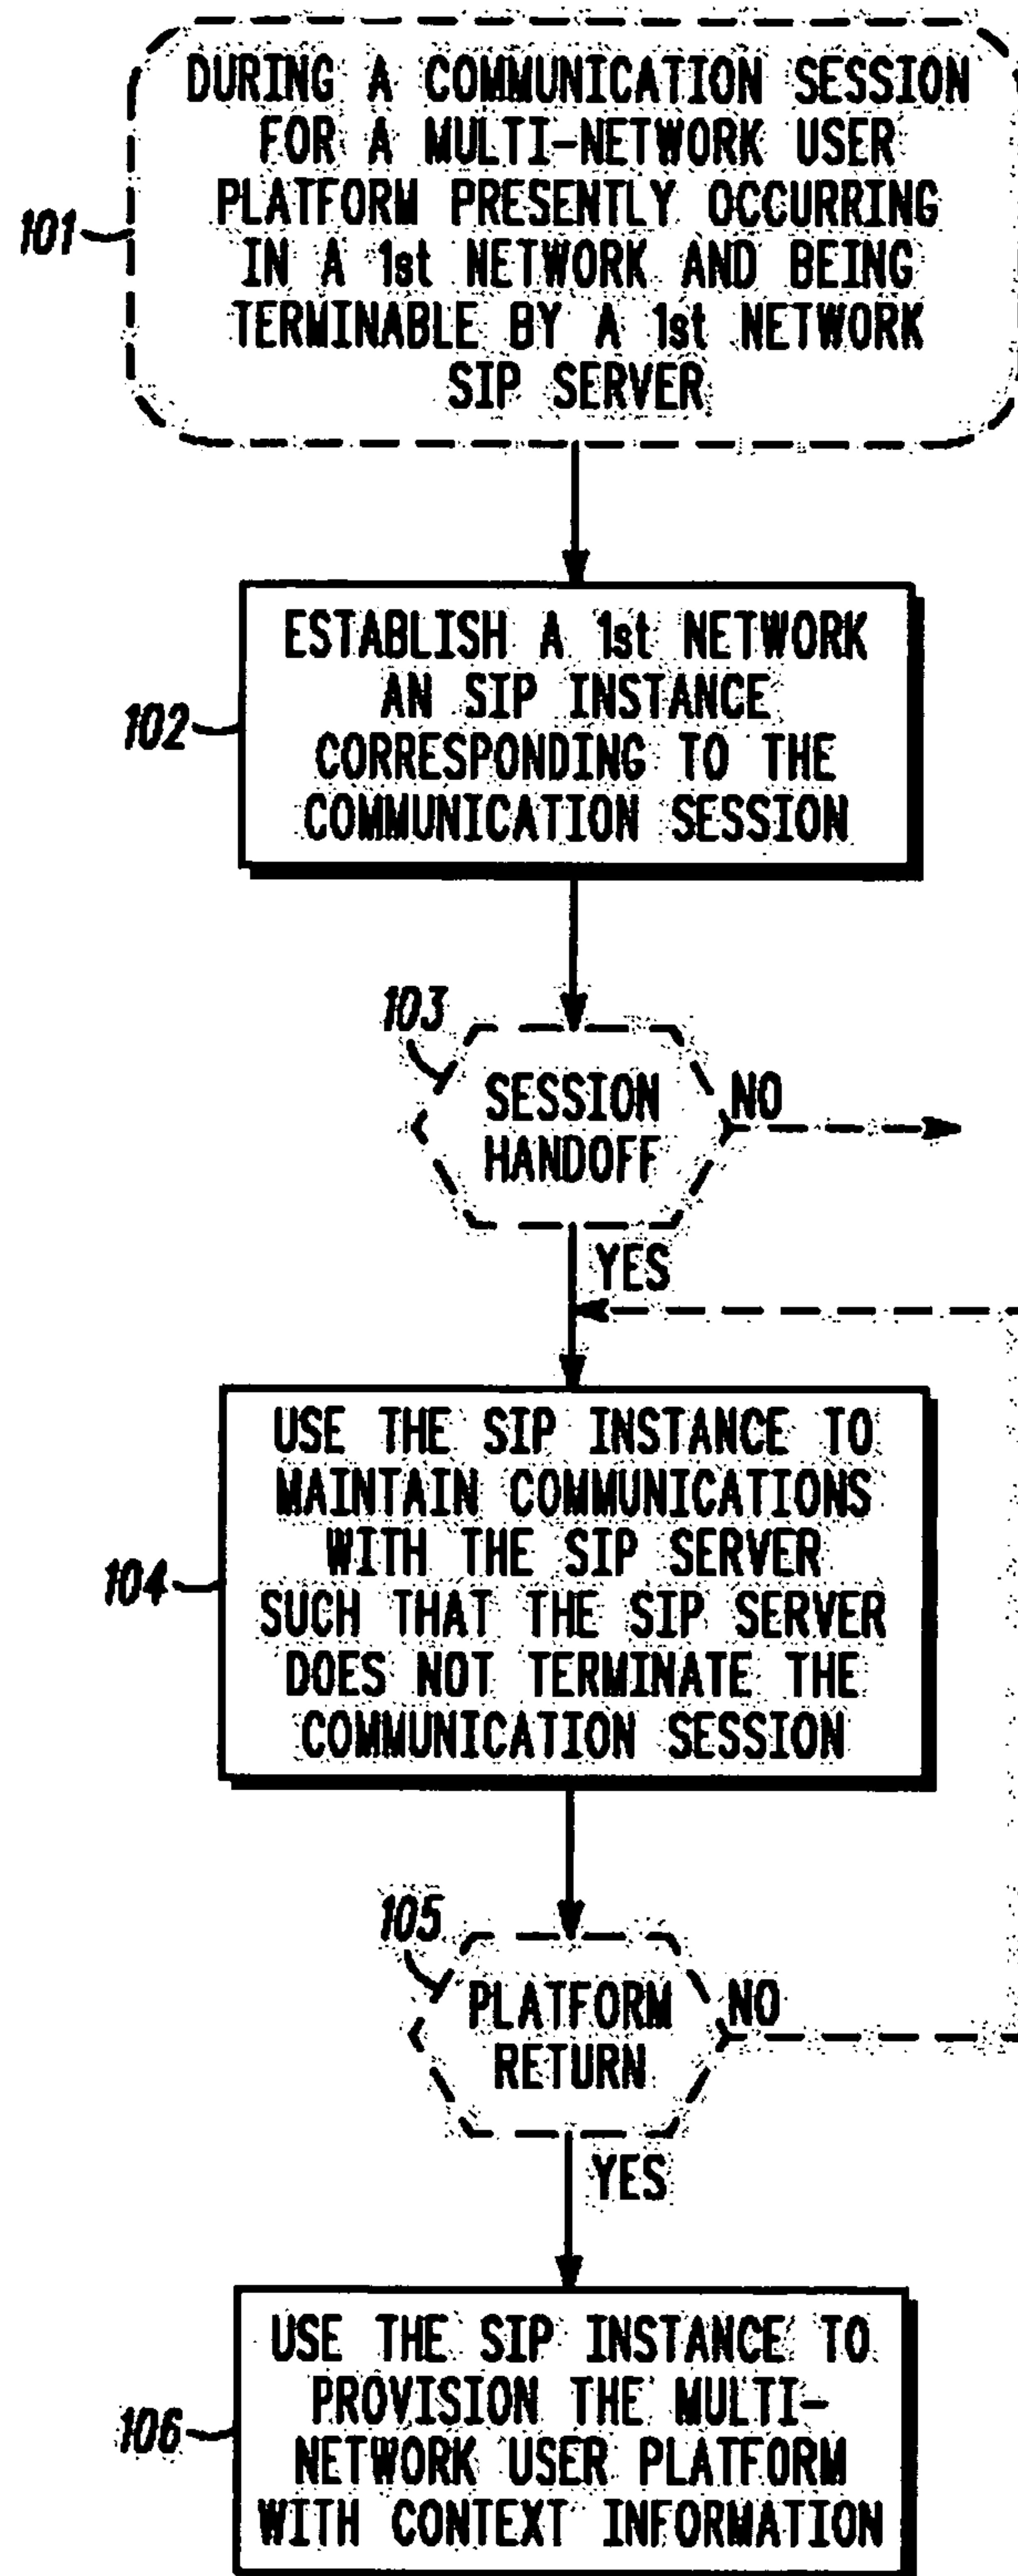 DURING A COMMUNICATION SESSION
FOR A MULTI-NETWORK USER
PLATFORM PRESENTLY OCCURRING
IN A 1st NETWORK AND BEING
TERMINABLE BY A 1st NETWORK
SIP SERVER
101
ESTABLISH A 1st NETWORK
AN SIP INSTANCE
CORRESPONDING TO THE
COMMUNICATION SESSION
102
103
SESSION
HANDOFF
NO
YES
USE THE SIP INSTANCE TO
MAINTAIN COMMUNICATIONS
WITH THE SIP SERVER
SUCH THAT THE SIP SERVER
DOES NOT TERMINATE THE
COMMUNICATION SESSION
104
105
PLATFORM
RETURN
NO
YES
USE THE SIP INSTANCE TO
PROVISION THE MULTI-
NETWORK USER PLATFORM
WITH CONTEXT INFORMATION
106